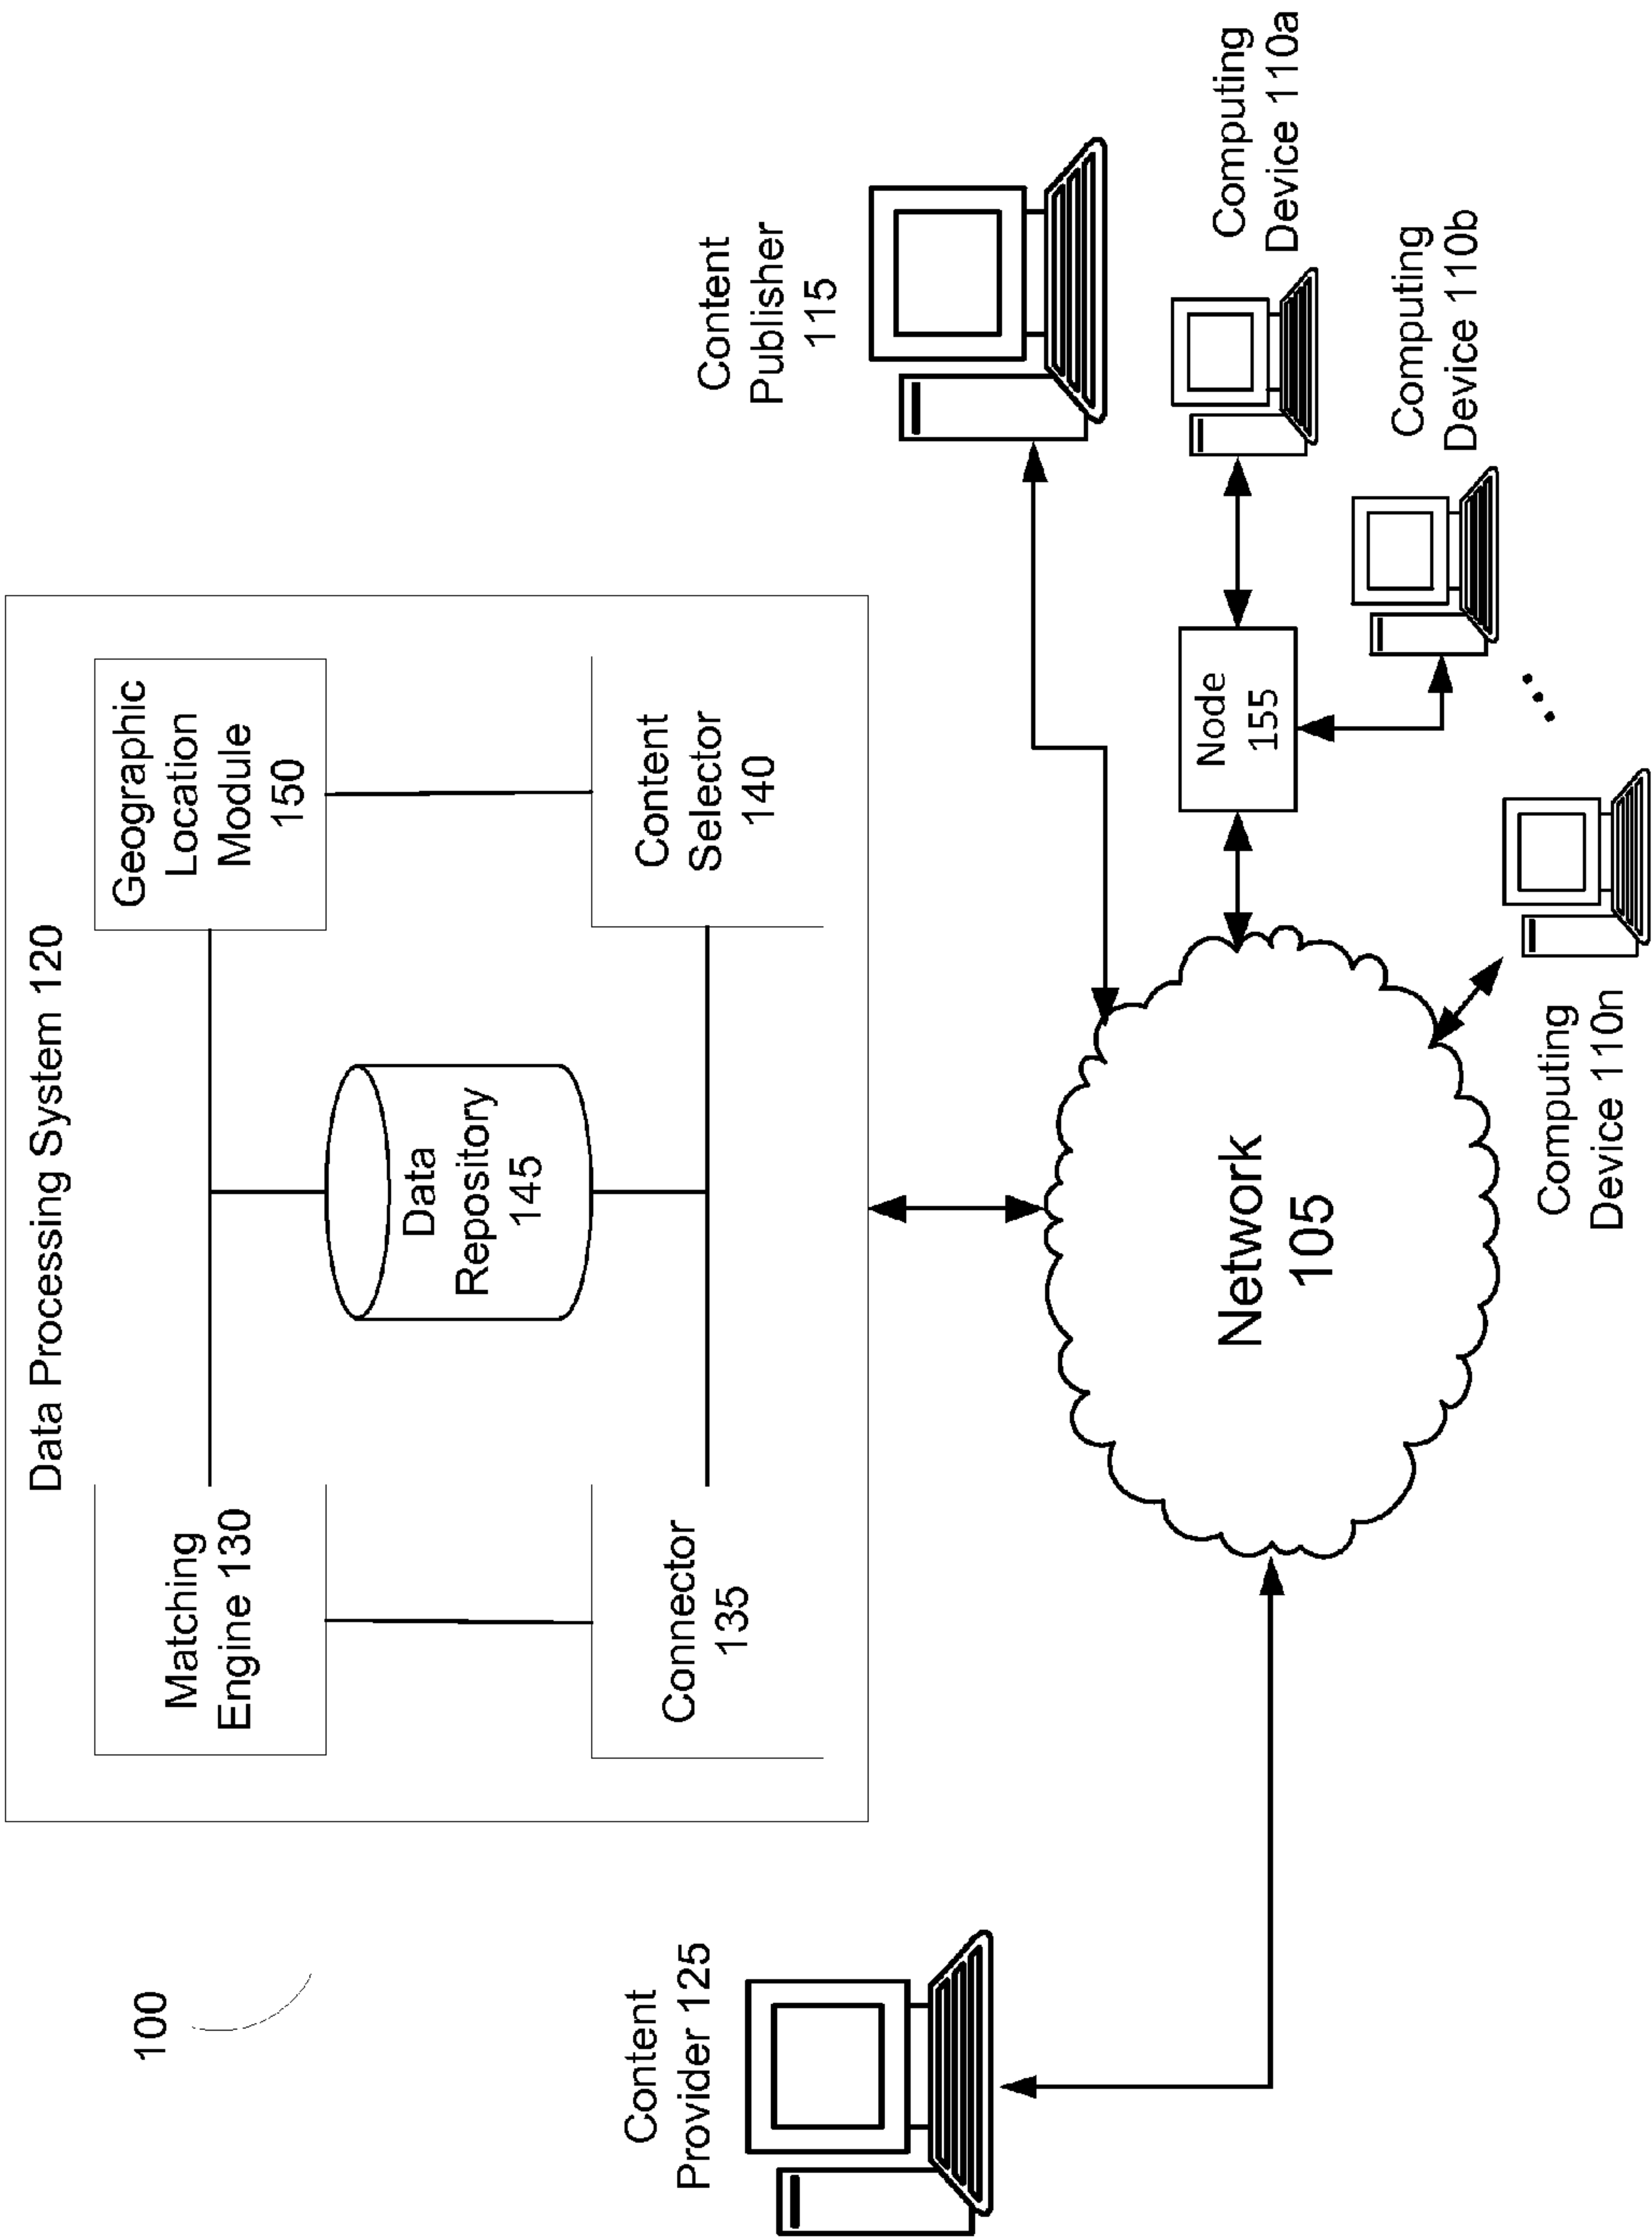 100
Data Processing System 120
Matching
Engine 130
Geographic
Location
Module
150
Data
Repository
145
Connector
135
Content
Selector
140
Content
Provider 125
Content
Publisher
115
Network
105
Node
155
Computing
Device 110a
Computing
Device 110b
Computing
Device 110n